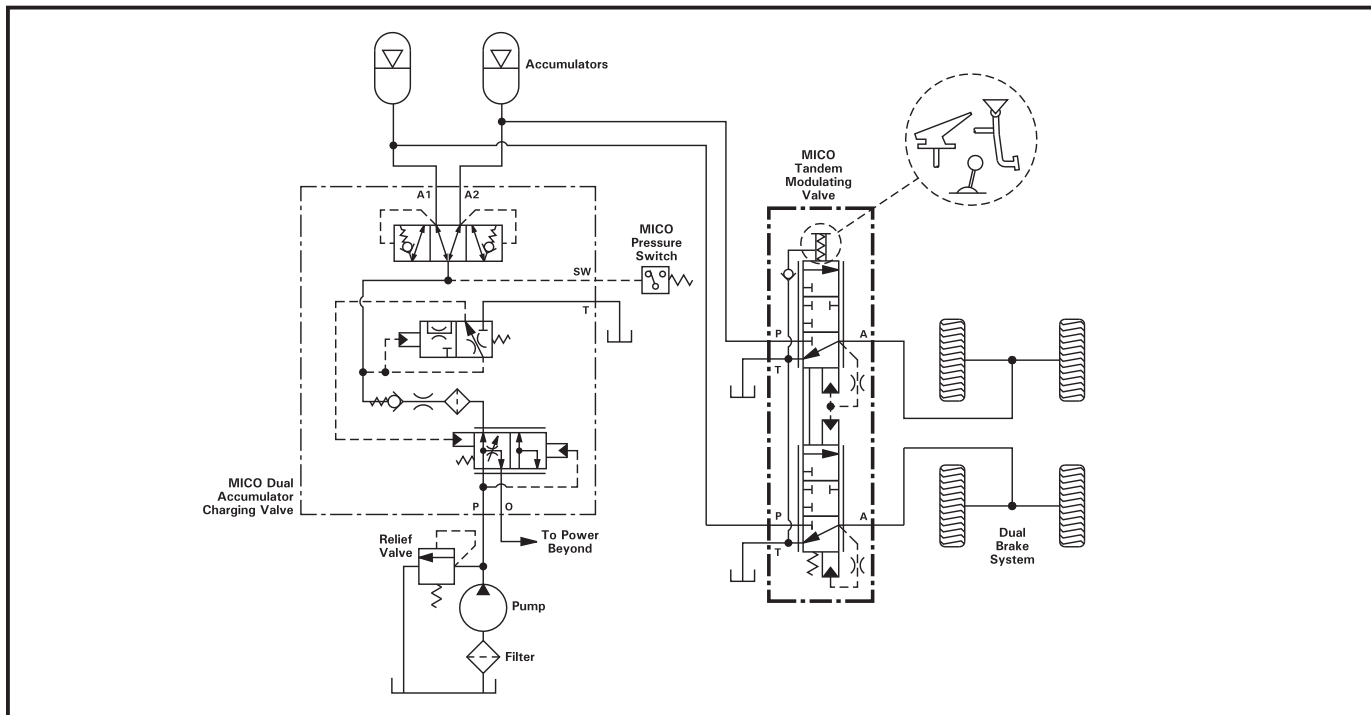 Accumulators
MICO
Tandem
Modulating
Valve
A1
A2
MICO
Pressure
Switch
SW
T
P
A
T
MICO Dual
Accumulator
Charging Valve
P
O
To Power
Beyond
Relief
Valve
Pump
Filter
P
A
T
Dual
Brake
System